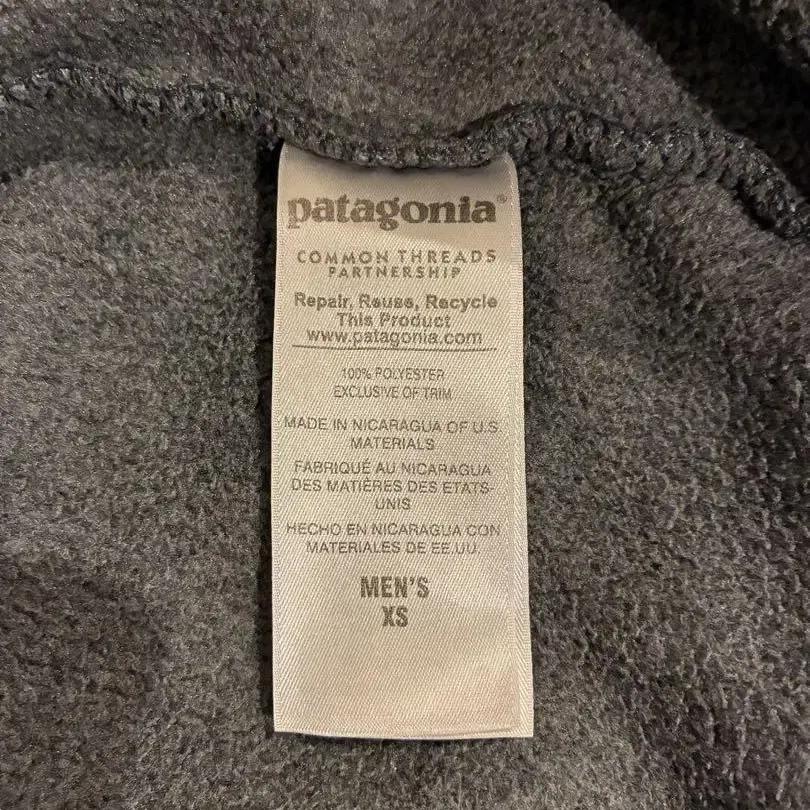 patagonia®
COMMON THREADS
PARTNERSHIP
Repair, Reuse, Recycle
This Product
www.patagonia.com
100% POLYESTER
EXCLUSIVE OF TRIM
MADE IN NICARAGUA OF U.S.
MATERIALS
FABRIQUÉ AU NICARAGUA
DES MATIÈRES DES ETATS-
UNIS
HECHO EN NICARAGUA CON
MATERIALES DE EE.UU.
MEN'S
XS